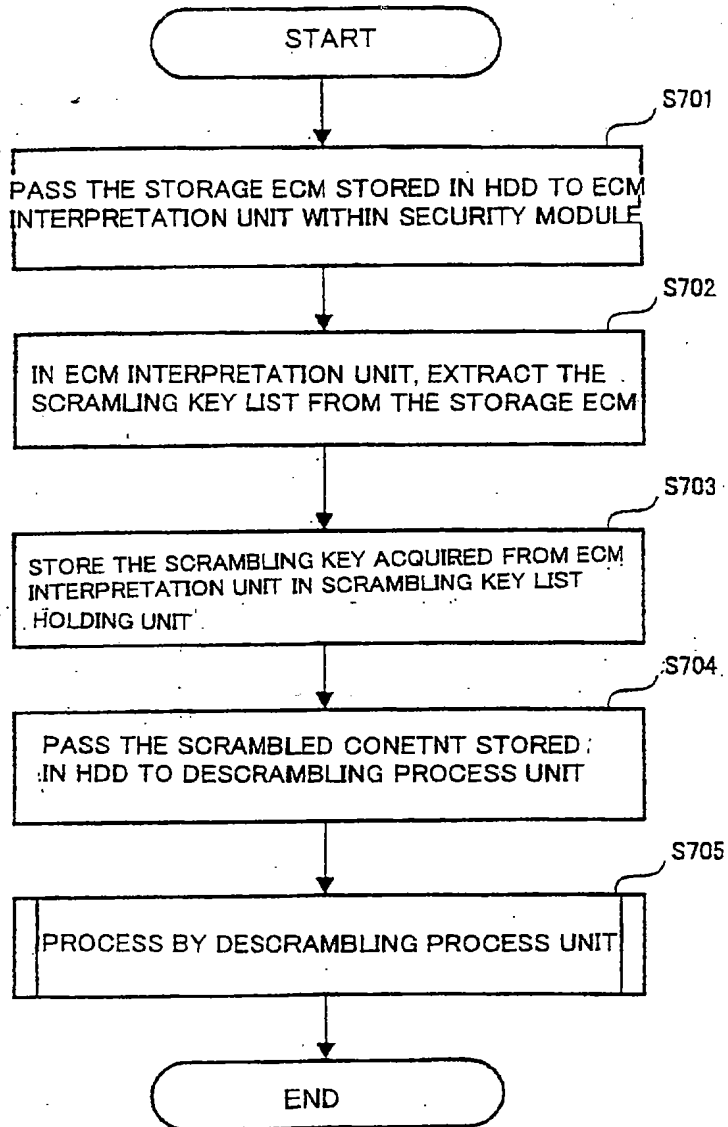 START
S701
PASS THE STORAGE ECM STORED IN HDD TO ECM
INTERPRETATION UNIT WITHIN SECURITY MODULE
S702
IN ECM INTERPRETATION UNIT, EXTRACT THE
SCRAMLING KEY LIST FROM THE STORAGE ECM
S703
STORE THE SCRAMBLING KEY ACQUIRED FROM ECM
INTERPRETATION UNIT IN SCRAMBLING KEY LIST
HOLDING UNIT
S704
PASS THE SCRAMBLED CONETNT STORED
IN HDD TO DESCRAMBLING PROCESS UNIT
S705
PROCESS BY DESCRAMBLING PROCESS UNIT
END